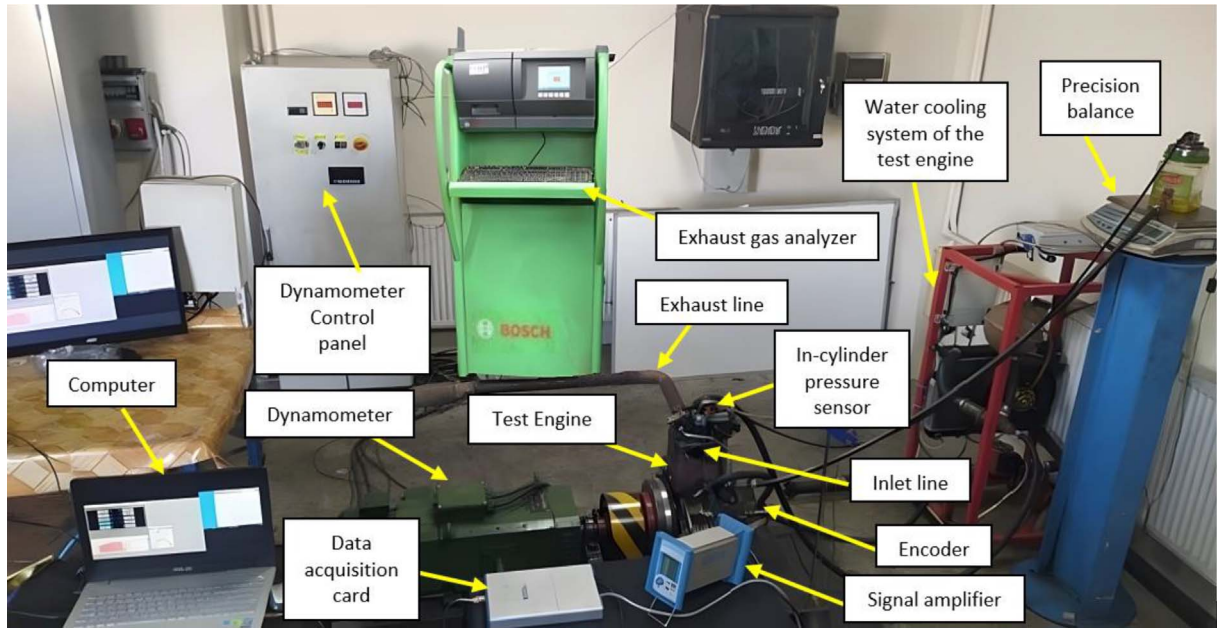 Precision
balance
Water cooling
system of the
test engine
Exhaust gas analyzer
Dynamometer
Control
panel
Exhaust line
BOSCH
In-cylinder
pressure
sensor
Computer
Dynamometer
Test Engine
Inlet line
Data
acquisition
card
Encoder
Signal amplifier
ASUS